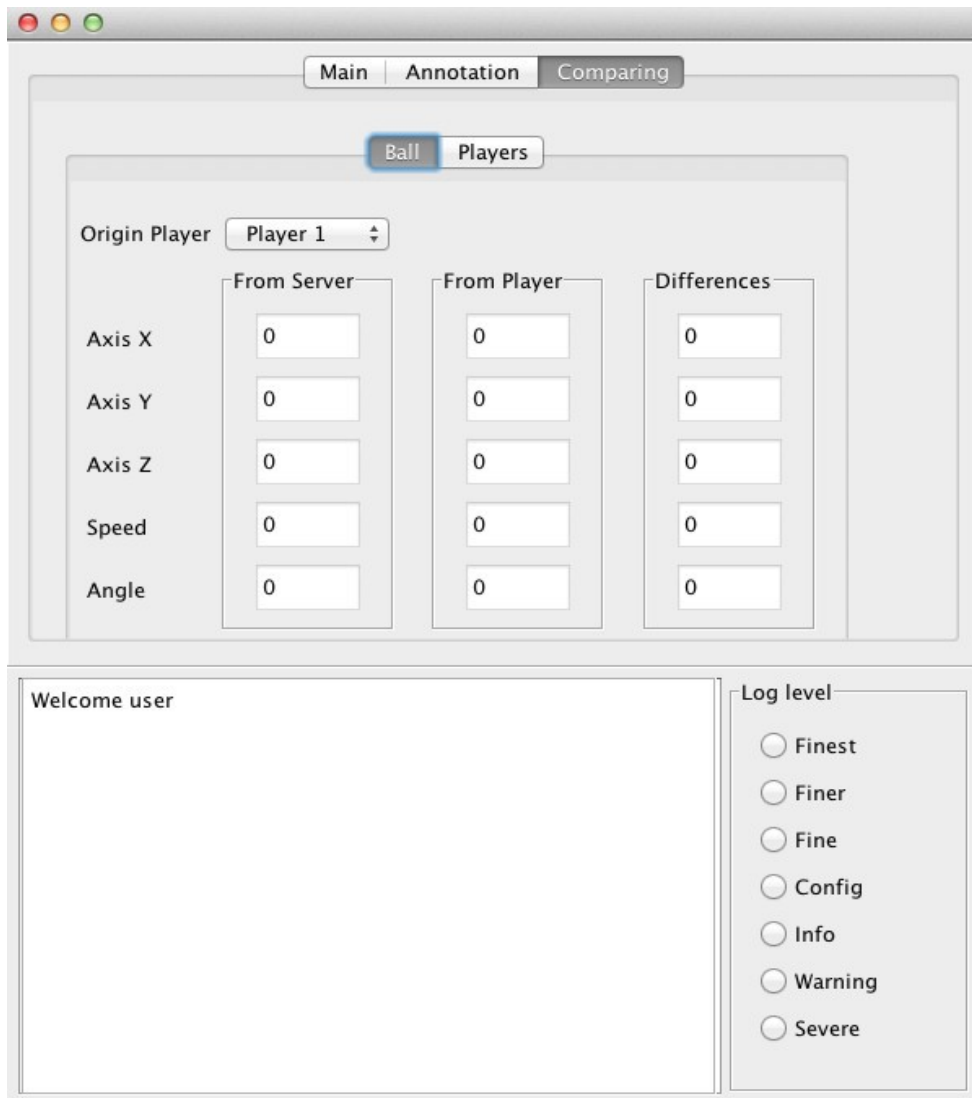 Main Annotation Comparing
Ball Players
Origin Player Player 1
From Server From Player Differences
Axis X 0 0 0
Axis Y 0 0 0
Axis Z 0 0 0
Speed 0 0 0
Angle 0 0 0
Welcome user
Log level
Finest
Finer
Fine
Config
Info
Warning
Severe